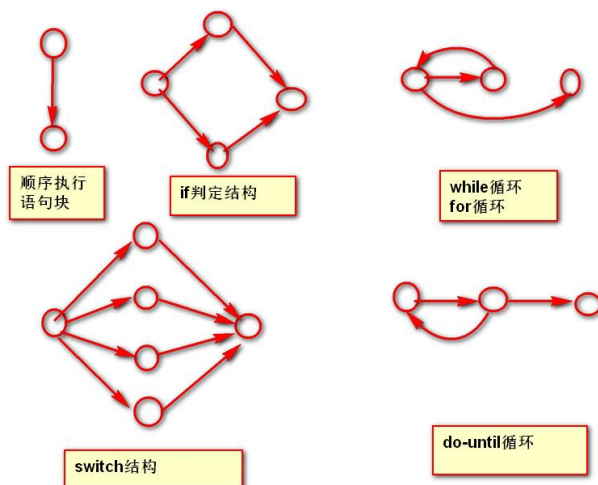 顺序执行
语句块
if判定结构
while循环
for循环
switch结构
do-until循环